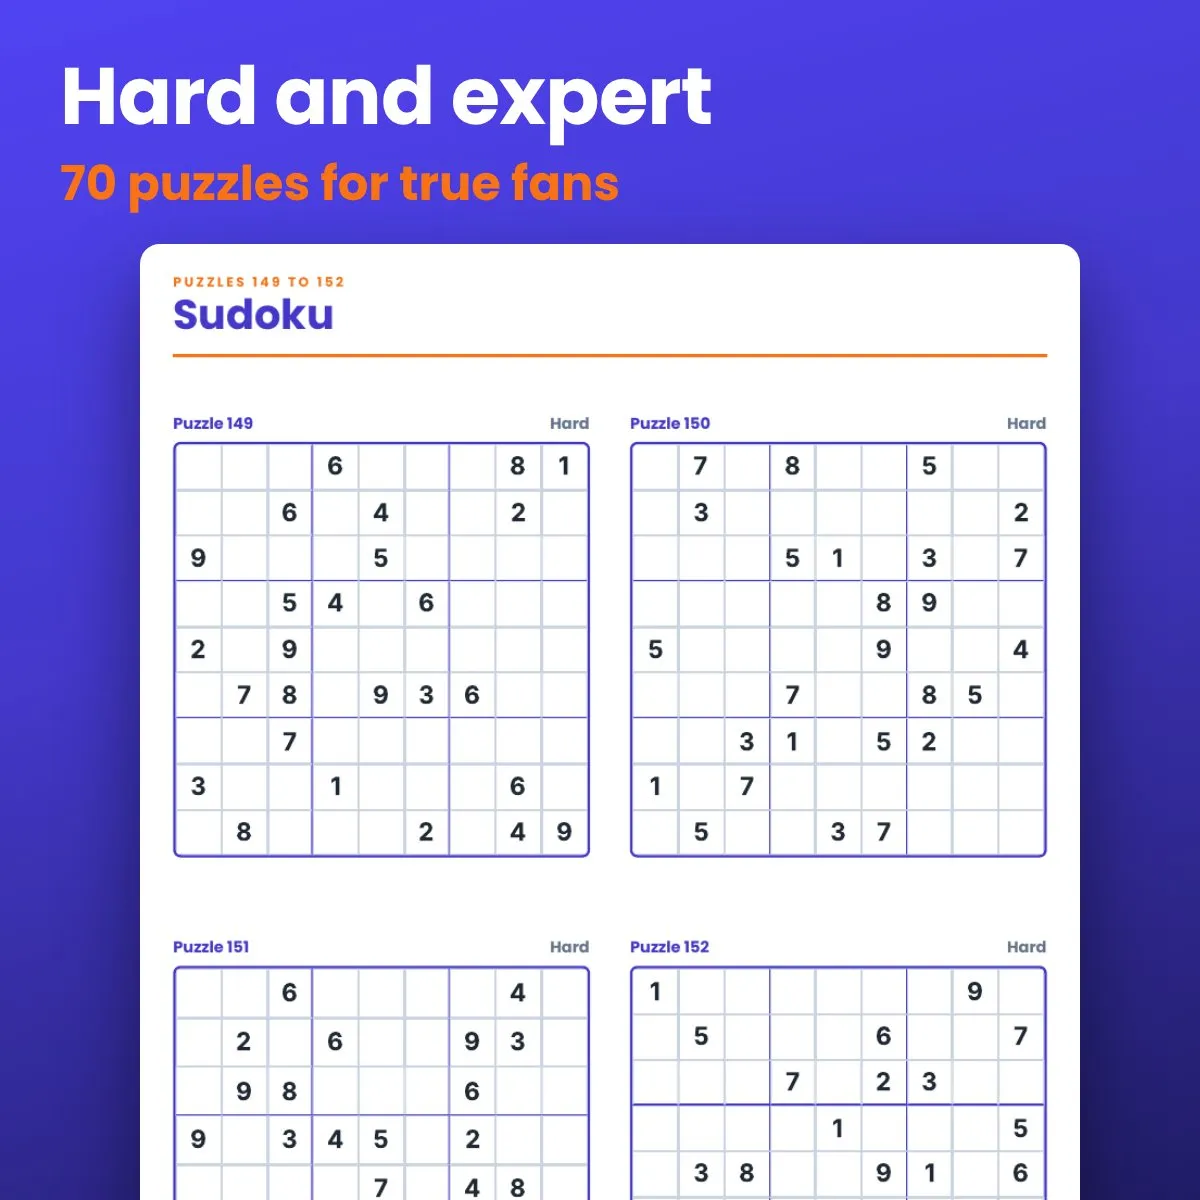 Hard and expert
70 puzzles for true fans
PUZZLES 149 TO 152
Sudoku
Puzzle 149 Hard
6 8 1
6 4 2
9 5
5 4 6
2 9
7 8 9 3 6
7
3 1 6
8 2 4 9
Puzzle 150 Hard
7 8 5
3 2
5 1 3 7
8 9
5 9 4
7 8 5
3 1 5 2
1 7
5 3 7
Puzzle 151 Hard
6 4
2 6 9 3
9 8 6
9 3 4 5 2
7 4 8
Puzzle 152 Hard
1 9
5 6 7
7 2 3
1 5
3 8 9 1 6